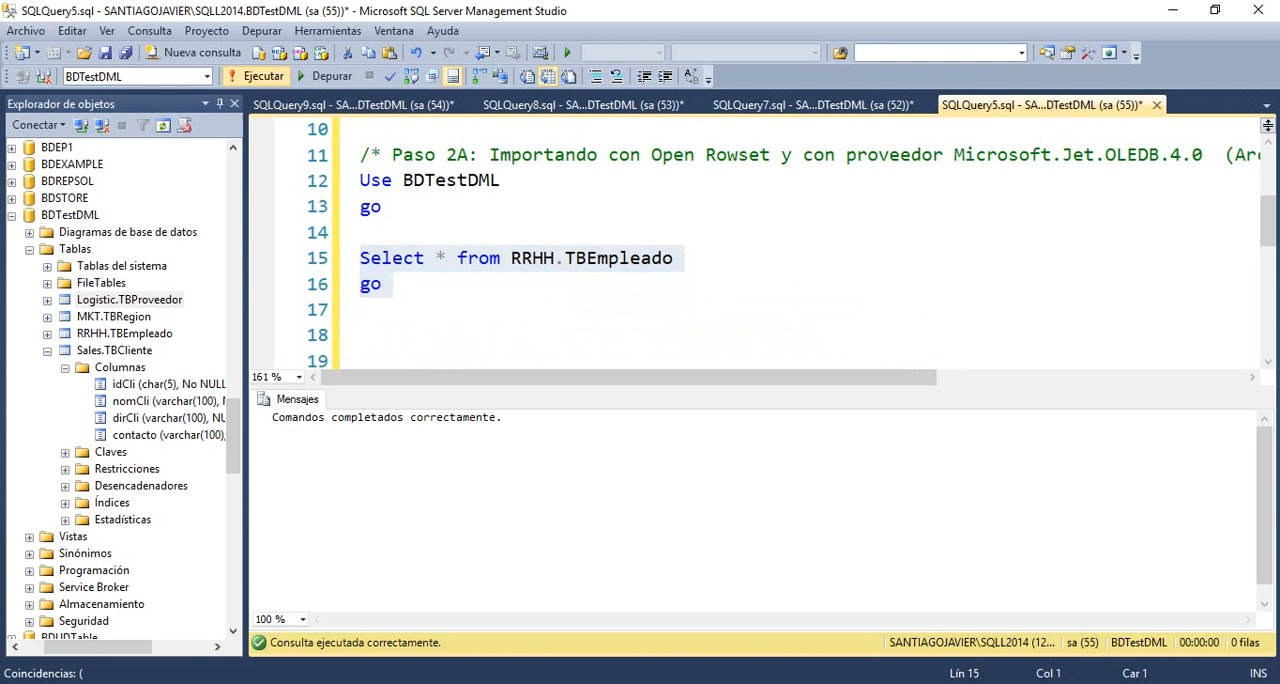 SQLQuery5.sql - SANTIAGOJAVIER\SQLL2014.BDTestDML (sa (55))* - Microsoft SQL Server Management Studio
Archivo Editar Ver Consulta Proyecto Depurar Herramientas Ventana Ayuda
Nueva consulta
BDTestDML Ejecutar Depurar
Explorador de objetos
SQLQuery9.sql - SA...DTestDML (sa (54))* SQLQuery8.sql - SA...DTestDML (sa (53))* SQLQuery7.sql - SA...DTestDML (sa (52))* SQLQuery5.sql - SA...DTestDML (sa (55))*
Conectar
BDEP1
BDEXAMPLE
BDREPSOL
BDSTORE
BDTestDML
Diagramas de base de datos
Tablas
Tablas del sistema
FileTables
Logistic.TBProveedor
MKT.TBRegion
RRHH.TBEmpleado
Sales.TBCliente
Columnas
idCli (char(5), No NULL
nomCli (varchar(100), N
dirCli (varchar(100), NU
contacto (varchar(100),
Claves
Restricciones
Desencadenadores
Índices
Estadísticas
Vistas
Sinónimos
Programación
Service Broker
Almacenamiento
Seguridad
BDUDTable
10
11 /* Paso 2A: Importando con Open Rowset y con proveedor Microsoft.Jet.OLEDB.4.0 (Ar
12 Use BDTestDML
13 go
14
15 Select * from RRHH.TBEmpleado
16 go
17
18
19
161 %
Mensajes
Comandos completados correctamente.
100 %
Consulta ejecutada correctamente. SANTIAGOJAVIER\SQLL2014 (12... sa (55) BDTestDML 00:00:00 0 filas
Coincidencias: ( Lín 15 Col 1 Car 1 INS